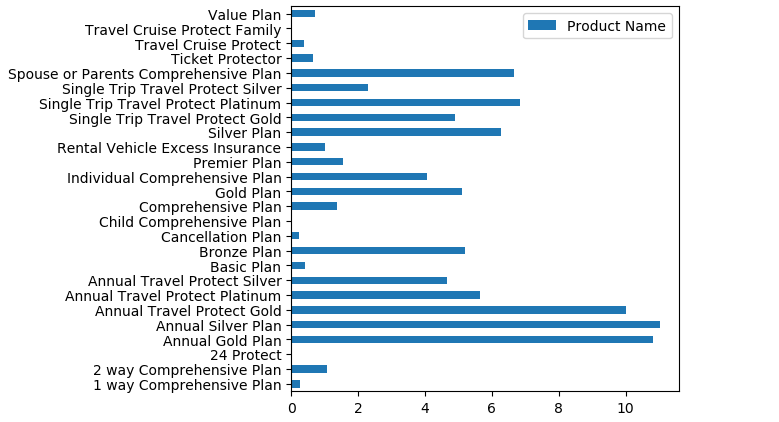 Value Plan
Travel Cruise Protect Family
Travel Cruise Protect
Ticket Protector
Spouse or Parents Comprehensive Plan
Single Trip Travel Protect Silver
Single Trip Travel Protect Platinum
Single Trip Travel Protect Gold
Silver Plan
Rental Vehicle Excess Insurance
Premier Plan
Individual Comprehensive Plan
Gold Plan
Comprehensive Plan
Child Comprehensive Plan
Cancellation Plan
Bronze Plan
Basic Plan
Annual Travel Protect Silver
Annual Travel Protect Platinum
Annual Travel Protect Gold
Annual Silver Plan
Annual Gold Plan
24 Protect
2 way Comprehensive Plan
1 way Comprehensive Plan
Product Name
0 2 4 6 8 10